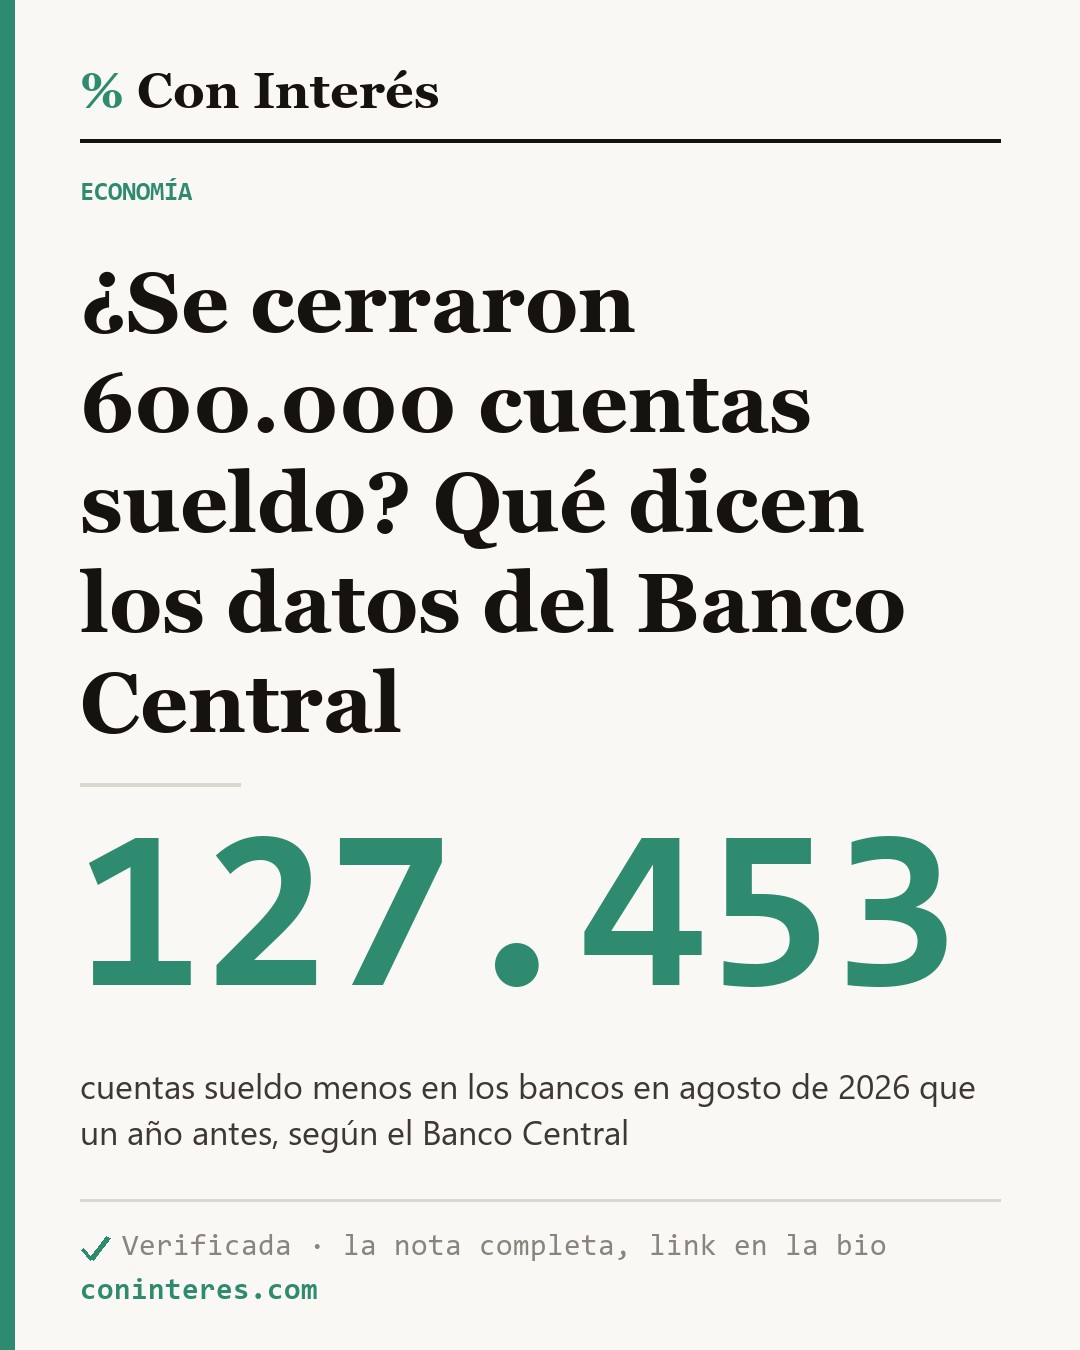 % Con Interés
ECONOMÍA
¿Se cerraron
600.000 cuentas
sueldo? Qué dicen
los datos del Banco
Central
127.453
cuentas sueldo menos en los bancos en agosto de 2026 que
un año antes, según el Banco Central
✓ Verificada · la nota completa, link en la bio
coninteres.com